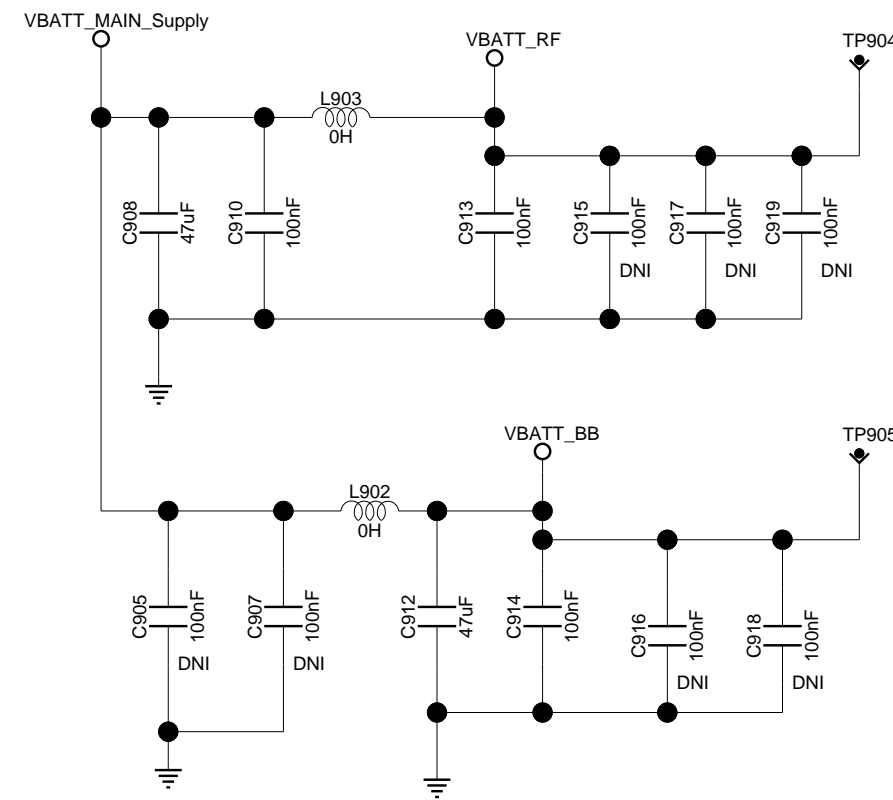 VBATT_MAIN_Supply
VBATT_RF
TP904
L903
0H
C908
47uF
C910
100nF
C913
100nF
C915
100nF
DNI
C917
100nF
DNI
C919
100nF
DNI
VBATT_BB
TP905
L902
0H
C905
100nF
DNI
C907
100nF
DNI
C912
47uF
C914
100nF
C916
100nF
DNI
C918
100nF
DNI